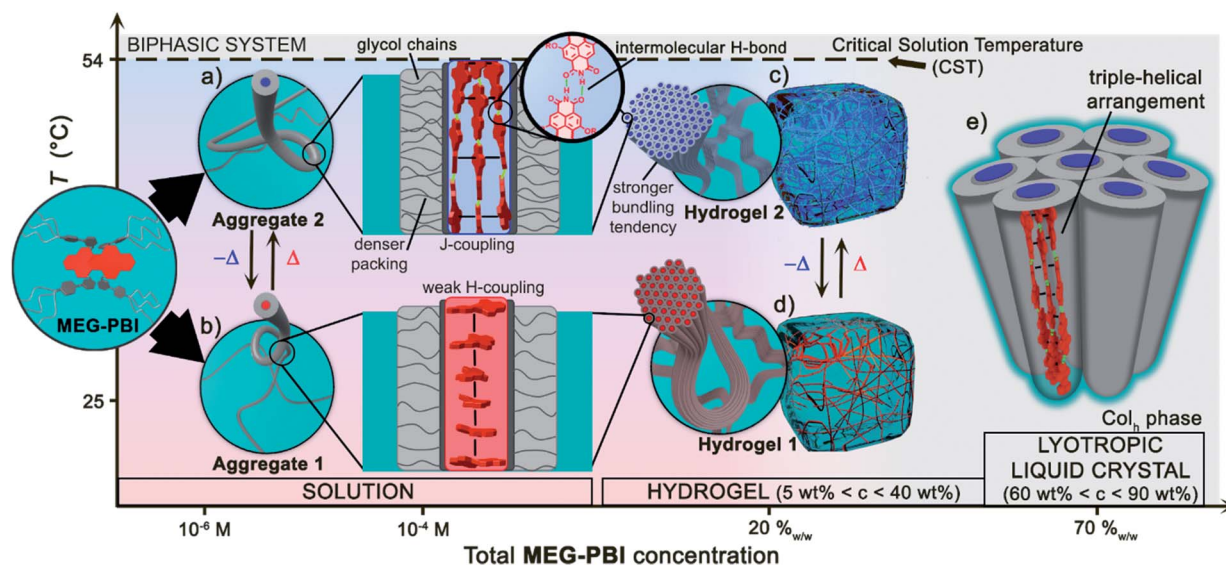 BIPHASIC SYSTEM
glycol chains
intermolecular H-bond
Critical Solution Temperature
(CST)
54
T (°C)
25
a)
Aggregate 2
denser
packing
J-coupling
RO
O
H
N
O
O
N
H
O
OR
c)
stronger
bundling
tendency
Hydrogel 2
triple-helical
arrangement
e)
MEG-PBI
−Δ
Δ
−Δ
Δ
b)
Aggregate 1
weak H-coupling
d)
Hydrogel 1
Colh phase
SOLUTION
HYDROGEL (5 wt% < c < 40 wt%)
LYOTROPIC
LIQUID CRYSTAL
(60 wt% < c < 90 wt%)
10-6 M
10-4 M
20 %w/w
70 %w/w
Total MEG-PBI concentration